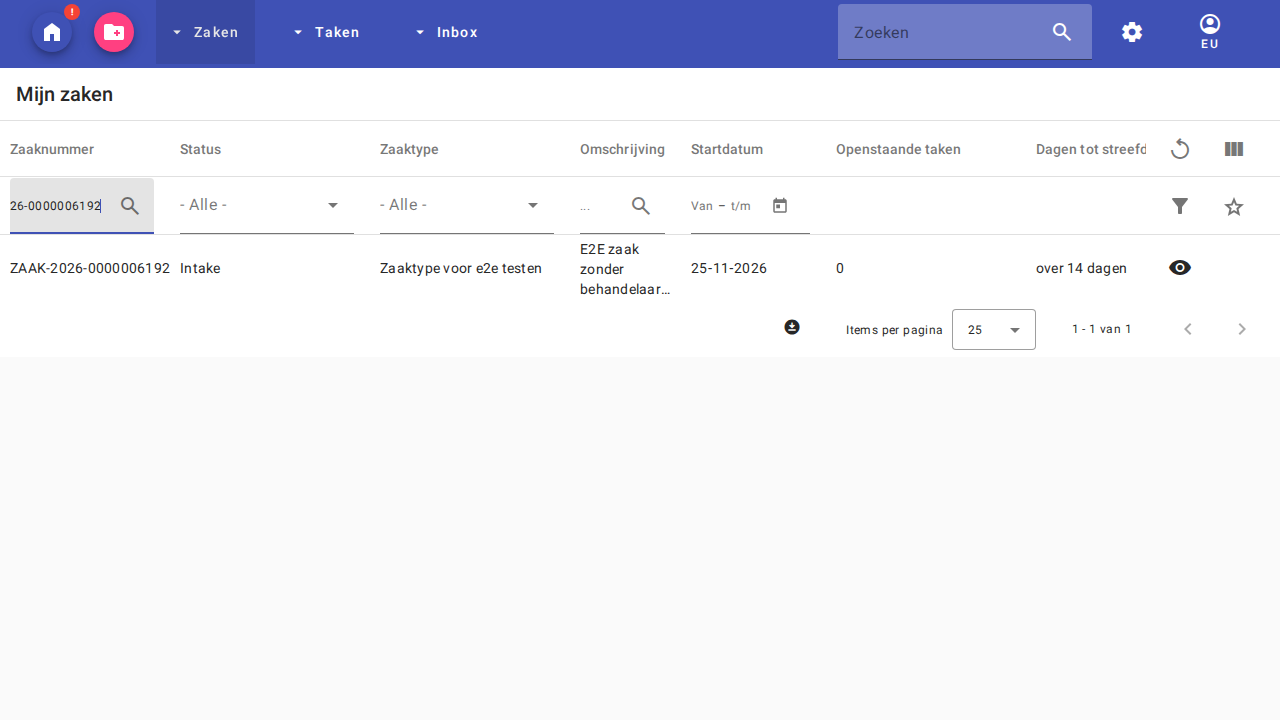 !
Zaken
Taken
Inbox
Zoeken
EU
Mijn zaken
Zaaknummer
Status
Zaaktype
Omschrijving
Startdatum
Openstaande taken
Dagen tot streefd
26-0000006192
- Alle -
- Alle -
...
Van – t/m
ZAAK-2026-0000006192
Intake
Zaaktype voor e2e testen
E2E zaak
zonder
behandelaar...
25-11-2026
0
over 14 dagen
Items per pagina
25
1 - 1 van 1